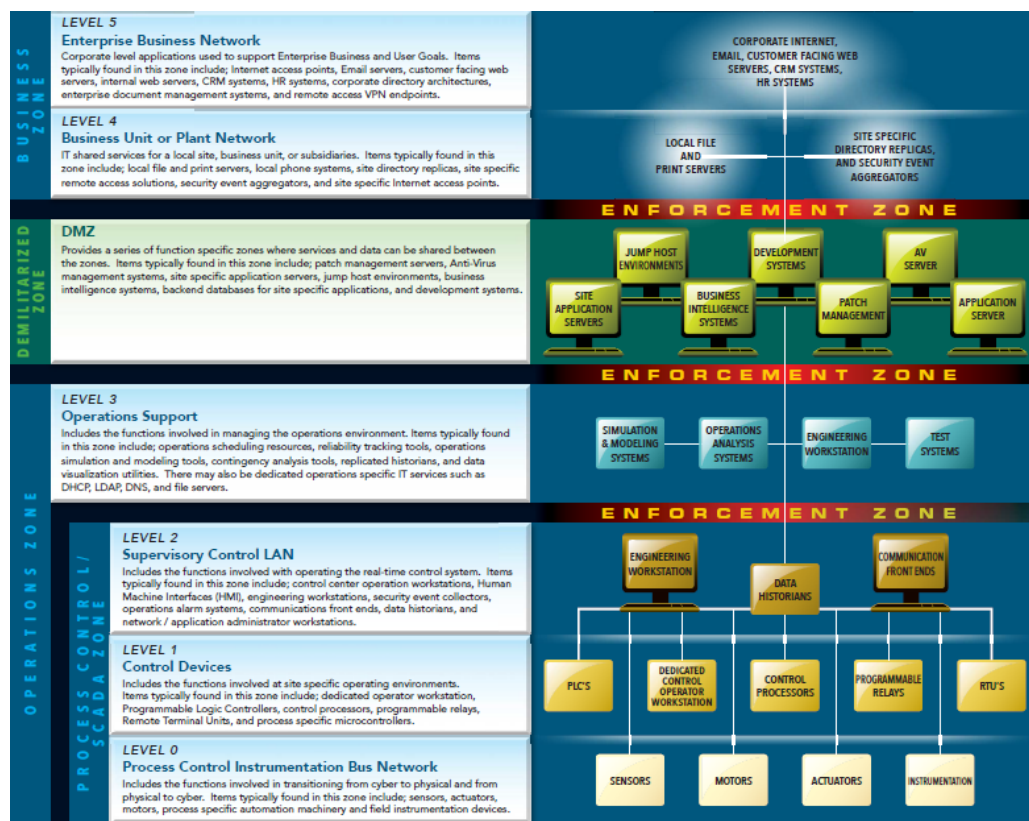 BUSINESS ZONE
LEVEL 5
Enterprise Business Network
Corporate level applications used to support Enterprise Business and User Goals. Items
typically found in this zone include; Internet access points, Email servers, customer facing web
servers, internal web servers, CRM systems, HR systems, corporate directory architectures,
enterprise document management systems, and remote access VPN endpoints.
CORPORATE INTERNET,
EMAIL, CUSTOMER FACING WEB
SERVERS, CRM SYSTEMS,
HR SYSTEMS
LEVEL 4
Business Unit or Plant Network
IT shared services for a local site, business unit, or subsidiaries. Items typically found in this
zone include; local file and print servers, local phone systems, site directory replicas, site specific
remote access solutions, security event aggregators, and site specific Internet access points.
LOCAL FILE
AND
PRINT SERVERS
SITE SPECIFIC
DIRECTORY REPLICAS,
AND SECURITY EVENT
AGGREGATORS
ENFORCEMENT ZONE
DEMILITARIZED ZONE
DMZ
Provides a series of function specific zones where services and data can be shared between
the zones. Items typically found in this zone include; patch management servers, Anti-Virus
management systems, site specific application servers, jump host environments, business
intelligence systems, backend databases for site specific applications, and development systems.
JUMP HOST
ENVIRONMENTS
DEVELOPMENT
SYSTEMS
AV
SERVER
SITE
APPLICATION
SERVERS
BUSINESS
INTELLIGENCE
SYSTEMS
PATCH
MANAGEMENT
APPLICATION
SERVER
ENFORCEMENT ZONE
OPERATIONS ZONE
LEVEL 3
Operations Support
Includes the functions involved in managing the operations environment. Items typically found
in this zone include; operations scheduling resources, reliability tracking tools, operations
simulation and modeling tools, contingency analysis tools, replicated historians, and data
visualization utilities. There may also be dedicated operations specific IT services such as
DHCP, LDAP, DNS, and file servers.
SIMULATION
& MODELING
SYSTEMS
OPERATIONS
ANALYSIS
SYSTEMS
ENGINEERING
WORKSTATION
TEST
SYSTEMS
ENFORCEMENT ZONE
PROCESS CONTROL/
SCADA ZONE
LEVEL 2
Supervisory Control LAN
Includes the functions involved with operating the real-time control system. Items
typically found in this zone include; control center operation workstations, Human
Machine Interfaces (HMI), engineering workstations, security event collectors,
operations alarm systems, communications front ends, data historians, and
network / application administrator workstations.
ENGINEERING
WORKSTATION
DATA
HISTORIANS
COMMUNICATION
FRONT ENDS
LEVEL 1
Control Devices
Includes the functions involved at site specific operating environments.
Items typically found in this zone include; dedicated operator workstation,
Programmable Logic Controllers, control processors, programmable relays,
Remote Terminal Units, and process specific microcontrollers.
PLC'S
DEDICATED
CONTROL
OPERATOR
WORKSTATION
CONTROL
PROCESSORS
PROGRAMMABLE
RELAYS
RTU'S
LEVEL 0
Process Control Instrumentation Bus Network
Includes the functions involved in transitioning from cyber to physical and from
physical to cyber. Items typically found in this zone include; sensors, actuators,
motors, process specific automation machinery and field instrumentation devices.
SENSORS
MOTORS
ACTUATORS
INSTRUMENTATION